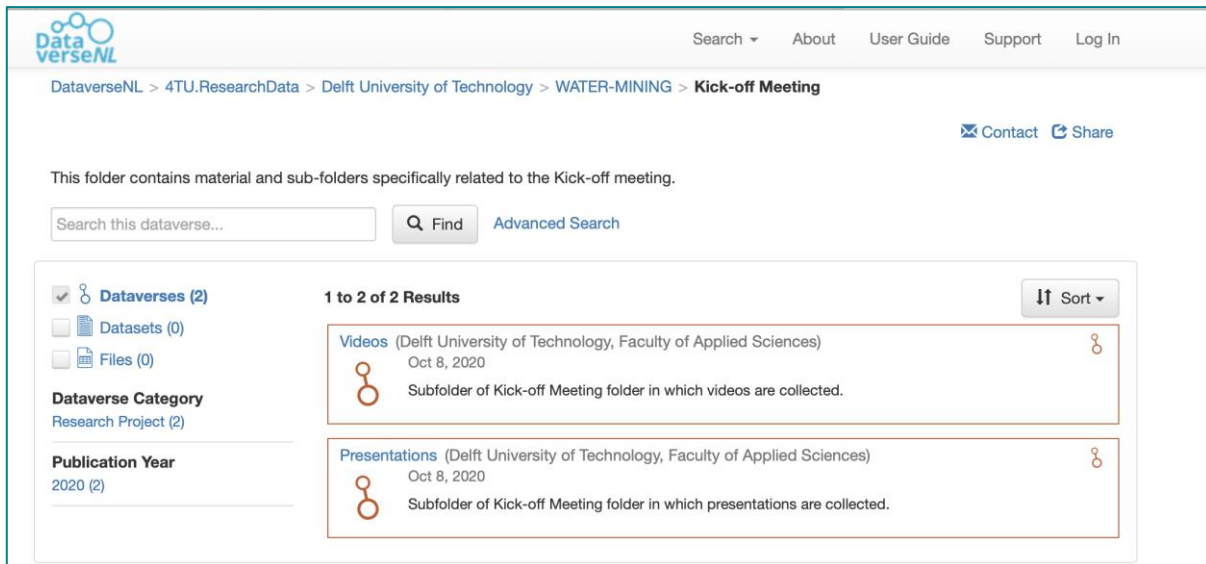 Data
verseNL
Search About User Guide Support Log In
DataverseNL > 4TU.ResearchData > Delft University of Technology > WATER-MINING > Kick-off Meeting
Contact Share
This folder contains material and sub-folders specifically related to the Kick-off meeting.
Search this dataverse... Find Advanced Search
Dataverses (2)
Datasets (0)
Files (0)
Dataverse Category
Research Project (2)
Publication Year
2020 (2)
1 to 2 of 2 Results Sort
Videos (Delft University of Technology, Faculty of Applied Sciences)
Oct 8, 2020
Subfolder of Kick-off Meeting folder in which videos are collected.
Presentations (Delft University of Technology, Faculty of Applied Sciences)
Oct 8, 2020
Subfolder of Kick-off Meeting folder in which presentations are collected.